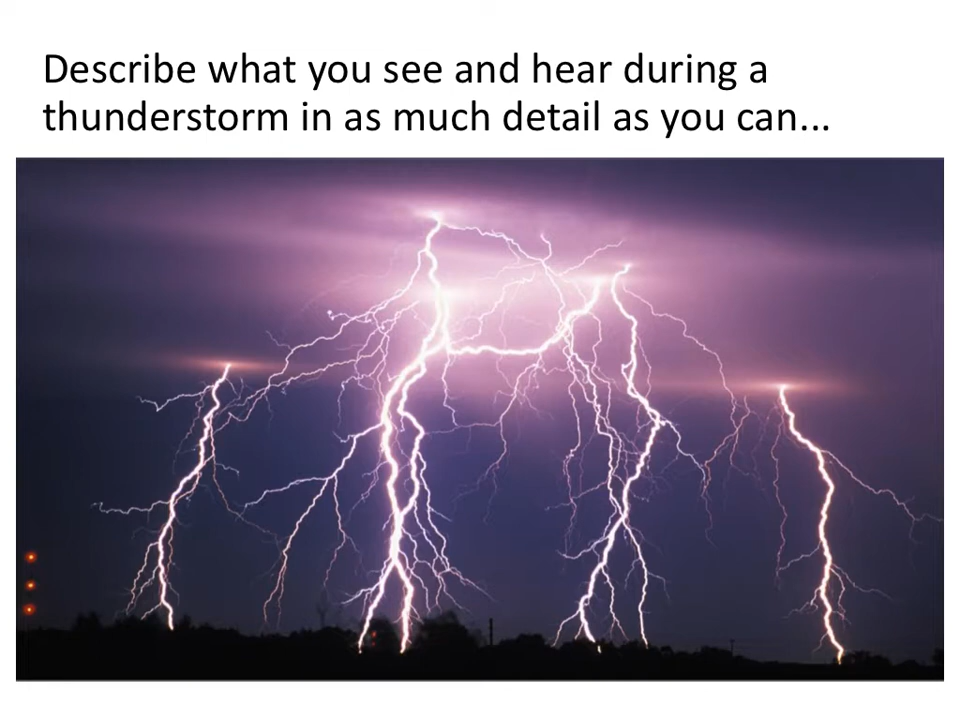 Describe what you see and hear during a
thunderstorm in as much detail as you can...